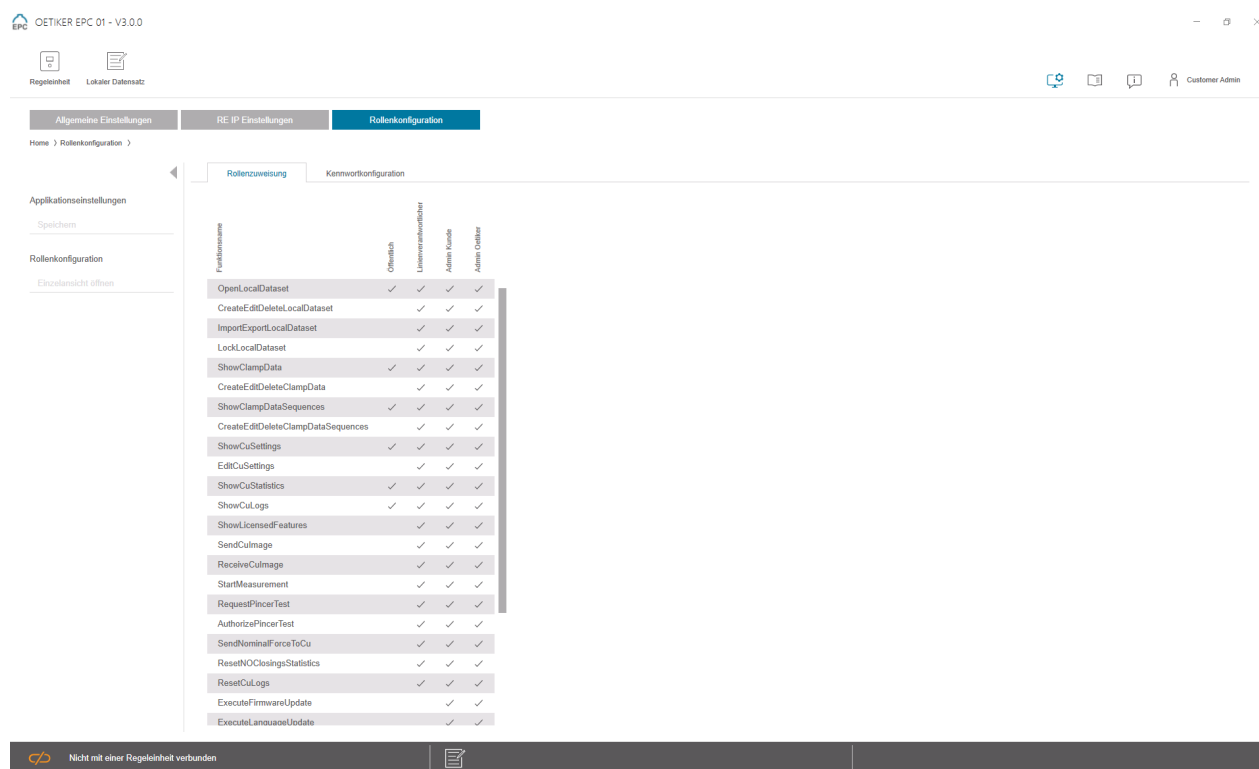 OETIKER EPC 01 - V3.0.0
EPC
Regeleinheit Lokaler Datensatz
Customer Admin
Allgemeine Einstellungen RE IP Einstellungen Rollenkonfiguration
Home > Rollenkonfiguration >
Rollenzuweisung Kennwortkonfiguration
Applikationseinstellungen
Speichern
Rollenkonfiguration
Einzelansicht öffnen
Funktionsname
Öffentlich
Linienverantwortlicher
Admin Kunde
Admin Oetiker
OpenLocalDataset
CreateEditDeleteLocalDataset
ImportExportLocalDataset
LockLocalDataset
ShowClampData
CreateEditDeleteClampData
ShowClampDataSequences
CreateEditDeleteClampDataSequences
ShowCuSettings
EditCuSettings
ShowCuStatistics
ShowCuLogs
ShowLicensedFeatures
SendCuImage
ReceiveCuImage
StartMeasurement
RequestPincerTest
AuthorizePincerTest
SendNominalForceToCu
ResetNOClosingsStatistics
ResetCuLogs
ExecuteFirmwareUpdate
ExecuteLanguageUpdate
Nicht mit einer Regeleinheit verbunden